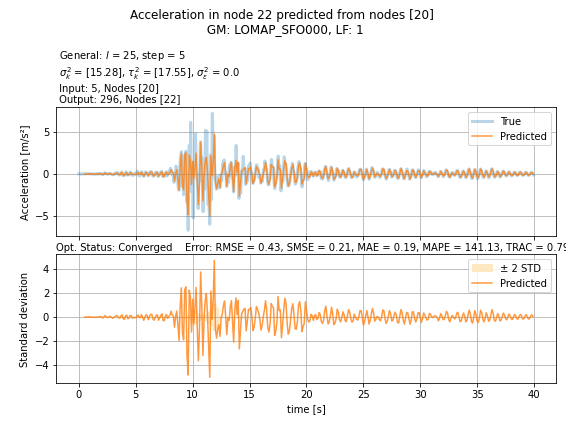 Acceleration in node 22 predicted from nodes [20]
GM: LOMAP_SFO000, LF: 1
General: l = 25, step = 5
σ²ₖ = [15.28], τ²ₖ = [17.55], σ²ε = 0.0
Input: 5, Nodes [20]
Output: 296, Nodes [22]
True
Predicted
Acceleration [m/s²]
5
0
−5
Opt. Status: Converged Error: RMSE = 0.43, SMSE = 0.21, MAE = 0.19, MAPE = 141.13, TRAC = 0.79
± 2 STD
Predicted
Standard deviation
4
2
0
−2
−4
0 5 10 15 20 25 30 35 40
time [s]